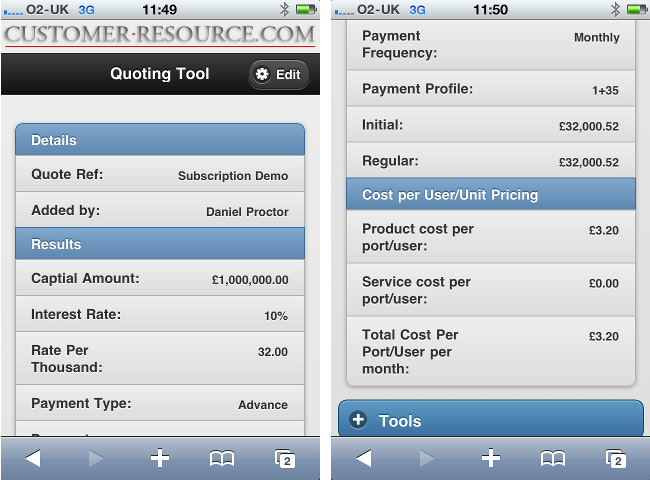 O2-UK 3G 11:49
CUSTOMER·RESOURCE.COM
Quoting Tool
Edit
Details
Quote Ref: Subscription Demo
Added by: Daniel Proctor
Results
Captial Amount: £1,000,000.00
Interest Rate: 10%
Rate Per 32.00
Thousand:
Payment Type: Advance
2
O2-UK 3G 11:50
Payment Monthly
Frequency:
Payment Profile: 1+35
Initial: £32,000.52
Regular: £32,000.52
Cost per User/Unit Pricing
Product cost per £3.20
port/user:
Service cost per £0.00
port/user:
Total Cost Per £3.20
Port/User per
month:
Tools
2